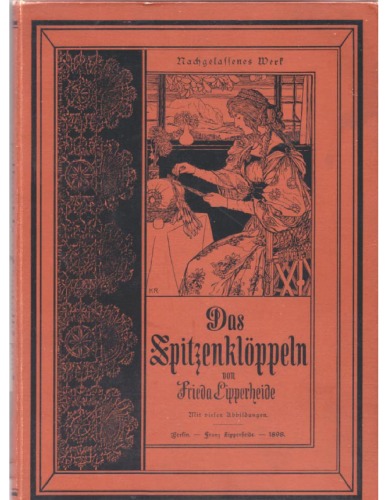 Nachgelassenes Werk
Das
Spitzenklöppeln
von
Frieda Lipperheide
Mit vielen Abbildungen.
Berlin. — Franz Lipperheide. — 1898.